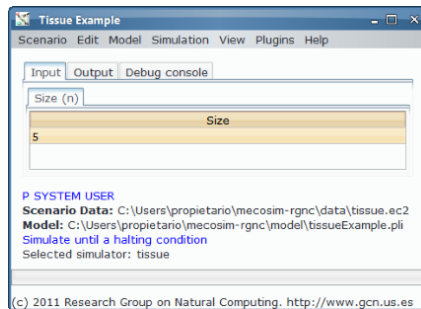 Tissue Example
Scenario Edit Model Simulation View Plugins Help
Input Output Debug console
Size (n)
Size
5
P SYSTEM USER
Scenario Data: C:\Users\propietario\mecosim-rgnc\data\tissue.ec2
Model: C:\Users\propietario\mecosim-rgnc\model\tissueExample.pli
Simulate until a halting condition
Selected simulator: tissue
(c) 2011 Research Group on Natural Computing. http://www.gcn.us.es